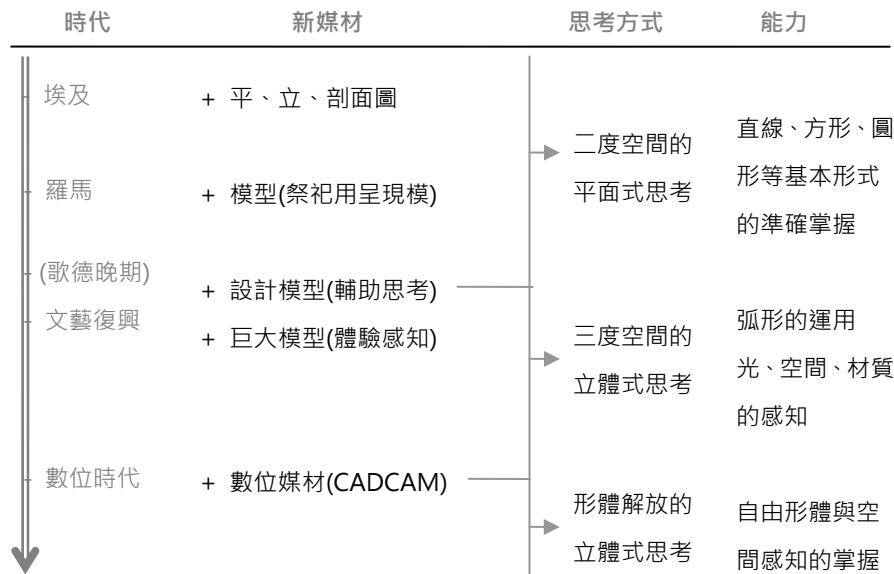 時代 新媒材 思考方式 能力
埃及 + 平、立、剖面圖
二度空間的
平面式思考
直線、方形、圓
形等基本形式
的準確掌握
羅馬 + 模型(祭祀用呈現模)
(歌德晚期)
+ 設計模型(輔助思考)
文藝復興
+ 巨大模型(體驗感知)
三度空間的
立體式思考
弧形的運用
光、空間、材質
的感知
數位時代 + 數位媒材(CADCAM)
形體解放的
立體式思考
自由形體與空
間感知的掌握